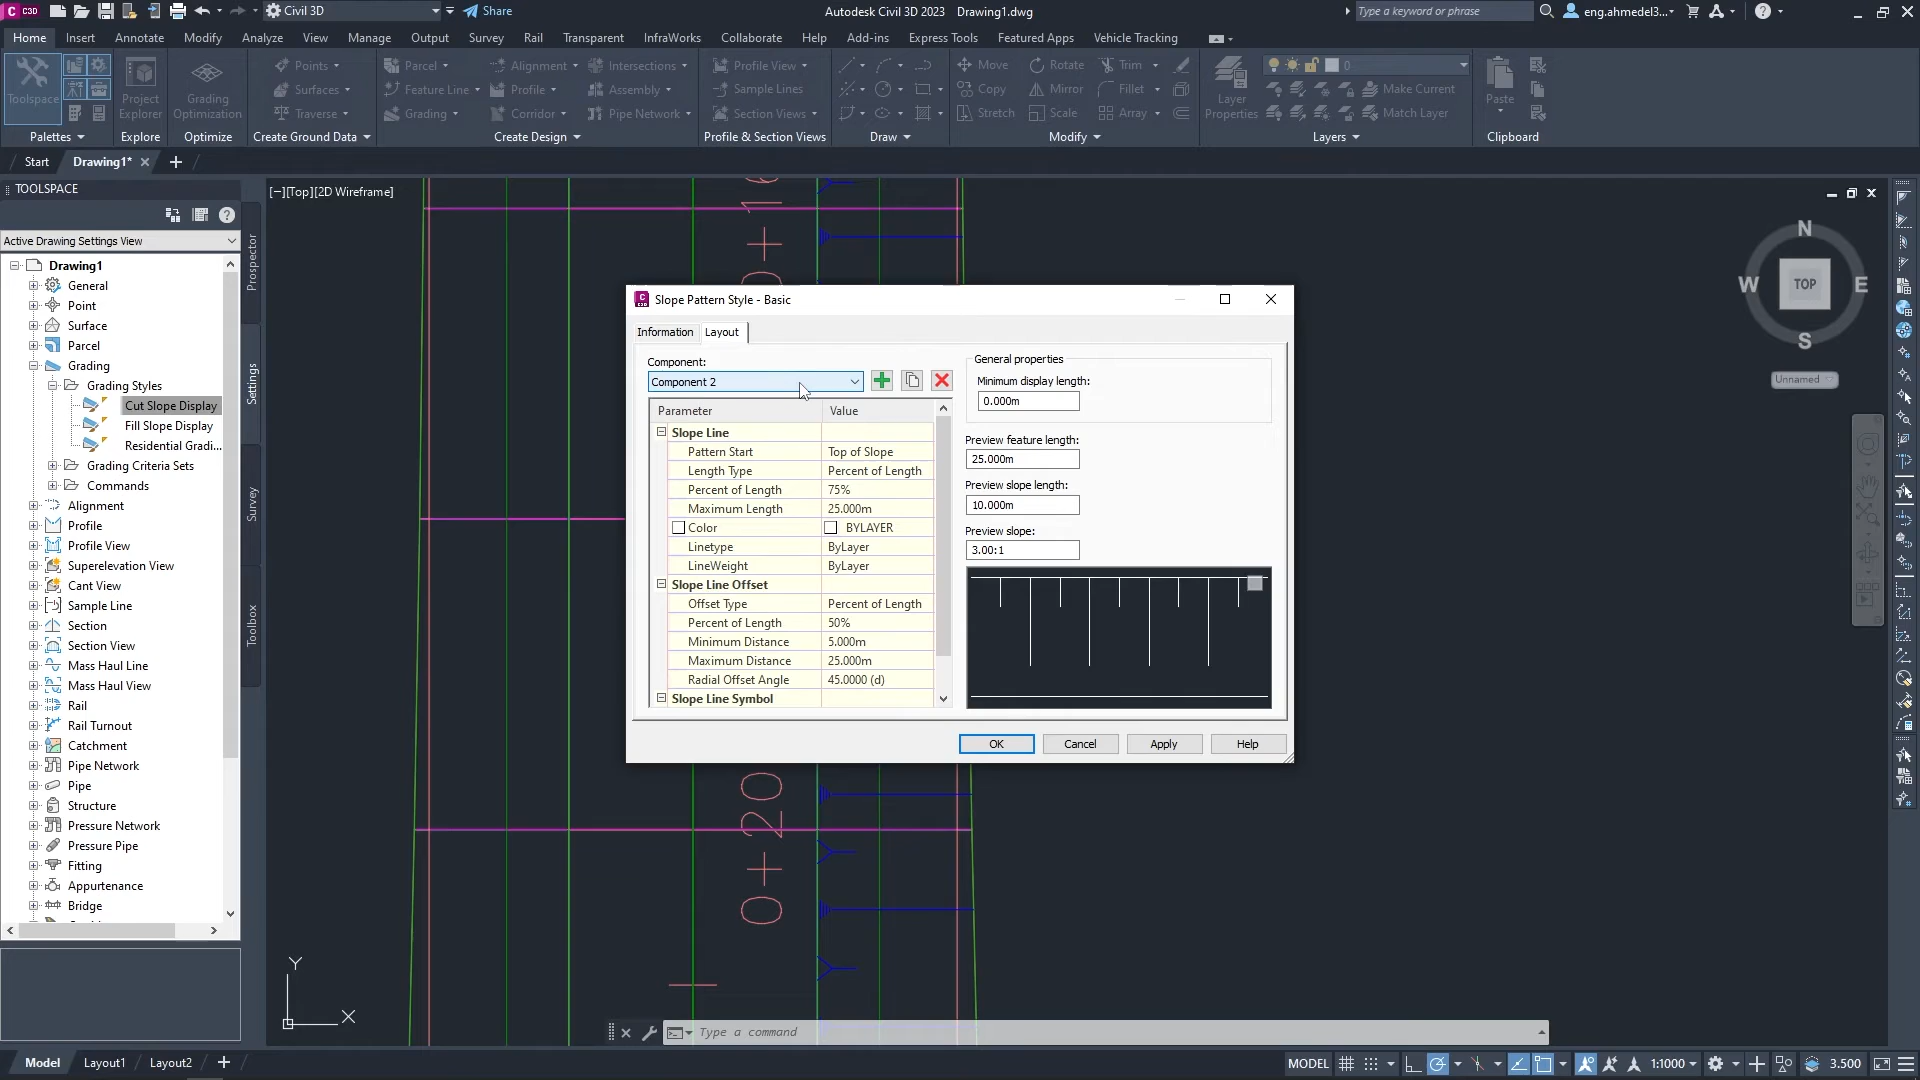 C3D
Civil 3D
Share
Autodesk Civil 3D 2023 Drawing1.dwg
Type a keyword or phrase
eng.ahmedel3...
Home Insert Annotate Modify Analyze View Manage Output Survey Rail Transparent InfraWorks Collaborate Help Add-ins Express Tools Featured Apps Vehicle Tracking
Toolspace
Project Explorer
Grading Optimization
Points
Surfaces
Traverse
Parcel
Feature Line
Grading
Alignment
Profile
Corridor
Intersections
Assembly
Pipe Network
Profile View
Sample Lines
Section Views
Move
Copy
Stretch
Rotate
Mirror
Scale
Trim
Fillet
Array
Layer Properties
0
Make Current
Match Layer
Paste
Palettes
Explore
Optimize
Create Ground Data
Create Design
Profile & Section Views
Draw
Modify
Layers
Clipboard
Start
Drawing1*
TOOLSPACE
Active Drawing Settings View
Drawing1
General
Point
Surface
Parcel
Grading
Grading Styles
Cut Slope Display
Fill Slope Display
Residential Gradi...
Grading Criteria Sets
Commands
Alignment
Profile
Profile View
Superelevation View
Cant View
Sample Line
Section
Section View
Mass Haul Line
Mass Haul View
Rail
Rail Turnout
Catchment
Pipe Network
Pipe
Structure
Pressure Network
Pressure Pipe
Fitting
Appurtenance
Bridge
Prospector
Settings
Survey
Toolbox
[−][Top][2D Wireframe]
N
W
TOP
E
S
Unnamed
0+20
Y
X
Slope Pattern Style - Basic
Information
Layout
Component:
Component 2
Parameter Value
Slope Line
Pattern Start Top of Slope
Length Type Percent of Length
Percent of Length 75%
Maximum Length 25.000m
Color BYLAYER
Linetype ByLayer
LineWeight ByLayer
Slope Line Offset
Offset Type Percent of Length
Percent of Length 50%
Minimum Distance 5.000m
Maximum Distance 25.000m
Radial Offset Angle 45.0000 (d)
Slope Line Symbol
General properties
Minimum display length:
0.000m
Preview feature length:
25.000m
Preview slope length:
10.000m
Preview slope:
3.00:1
OK
Cancel
Apply
Help
Type a command
Model
Layout1
Layout2
MODEL
1:1000
3.500